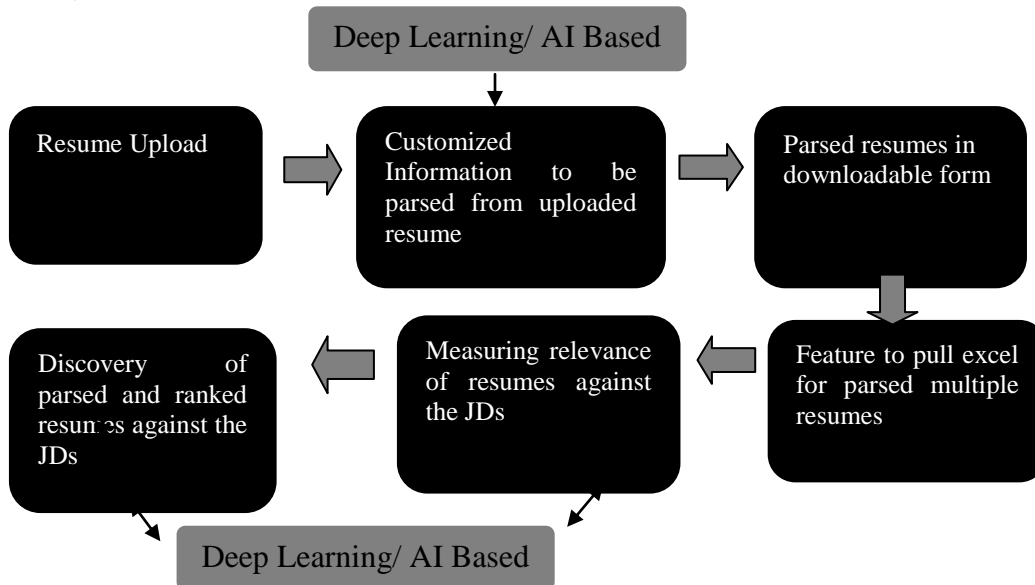 Deep Learning/ AI Based
Resume Upload
Customized
Information to be
parsed from uploaded
resume
Parsed resumes in
downloadable form
Feature to pull excel
for parsed multiple
resumes
Measuring relevance
of resumes against
the JDs
Discovery of
parsed and ranked
resumes against the
JDs
Deep Learning/ AI Based